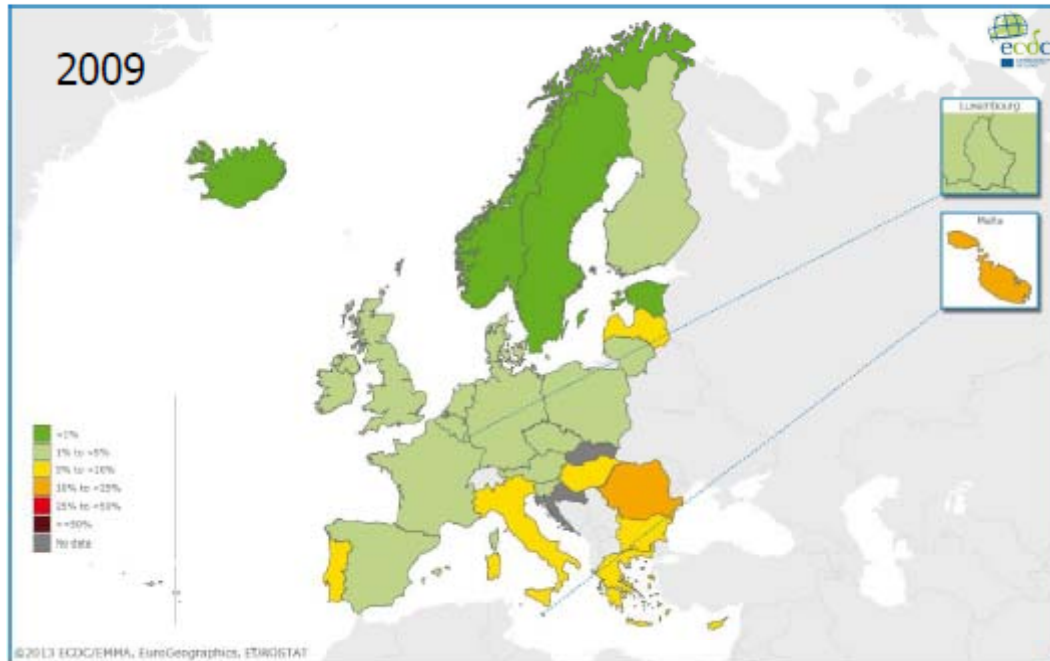 2009
ecdc
Luxembourg
Malta
<1%
1% to <5%
5% to <10%
10% to <25%
25% to <50%
>=50%
No data
©2013 ECDC/EMMA, EuroGeographics, EUROSTAT